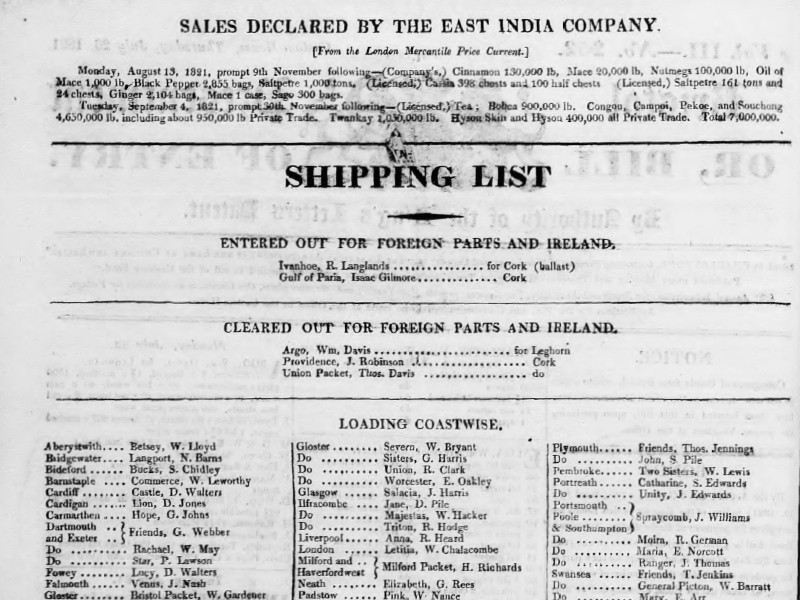 SALES DECLARED BY THE EAST INDIA COMPANY.
[From the London Mercantile Price Current.]
Monday, August 13, 1821, prompt 9th November following—(Company's,) Cinnamon 130,000 lb, Mace 20,000 lb, Nutmegs 100,000 lb, Oil of
Mace 1,000 lb, Black Pepper 2,855 bags, Saltpetre 1,000 tons. (Licensed,) Cassia 398 chests and 100 half chests (Licensed,) Saltpetre 161 tons and
24 chests, Ginger 2,104 bags, Mace 1 case, Sago 300 bags.
Tuesday, September 4, 1821, prompt 30th November following—(Licensed,) Tea; Bohea 900,000 lb. Congou, Campoi, Pekoe, and Souchong
4,650,000 lb. including about 950,000 lb Private Trade. Twankay 1,050,000 lb. Hyson Skin and Hyson 400,000 all Private Trade. Total 7,000,000.
SHIPPING LIST
ENTERED OUT FOR FOREIGN PARTS AND IRELAND.
Ivanhoe, R. Langlands ................ for Cork (ballast)
Gulf of Paria, Isaac Gilmore.............. Cork
CLEARED OUT FOR FOREIGN PARTS AND IRELAND.
Argo, Wm, Davis ........................ for Leghorn
Providence, J. Robinson .................... Cork
Union Packet, Thos. Davis .................. do
LOADING COASTWISE.
Aberystwith.... Betsey, W. Lloyd
Bridgewater.... Langport, N. Barns
Bideford ...... Bucks, S. Chidley
Barnstaple .... Commerce, W. Leworthy
Cardiff ........ Castle, D. Walters
Cardigan ...... Lion, D. Jones
Carmarthen .... Hope, G. Johns
Dartmouth
and Exeter .. } Friends, G. Webber
Do .......... Rachael, W. May
Do .......... Star, P. Lawson
Fowey ........ Lucy, D. Walters
Falmouth ...... Venus, J. Nash
Gloster........ Bristol Packet, W. Gardener
Gloster........ Severn, W. Bryant
Do .......... Sisters, G. Harris
Do .......... Union, R. Clark
Do .......... Worcester, E. Oakley
Glasgow ...... Salacia, J. Harris
Ilfracombe .... Jane, D. Pile
Do .......... Majestas, W. Hacker
Do .......... Triton, R. Hodge
Liverpool...... Anna, R. Heard
London ...... Letitia, W. Chalacombe
Milford and ..
Haverfordwest } Milford Packet, H. Richards
Neath ........ Elizabeth, G. Rees
Padstow ...... Pink, W. Nance
Plymouth...... Friends, Thos. Jennings
Do .......... John, S. Pile
Pembroke...... Two Sisters, W. Lewis
Portreath ...... Catharine, S. Edwards
Do .......... Unity, J. Edwards
Portsmouth ..
Poole ........ } Spraycomb, J. Williams
& Southampton
Do .......... Moira, R. German
Do .......... Maria, E. Norcott
Do .......... Ranger, J. Thomas
Swansea ...... Friends, T. Jenkins
Do .......... General Picton, W. Barratt
Do .......... Mary, E. Arr